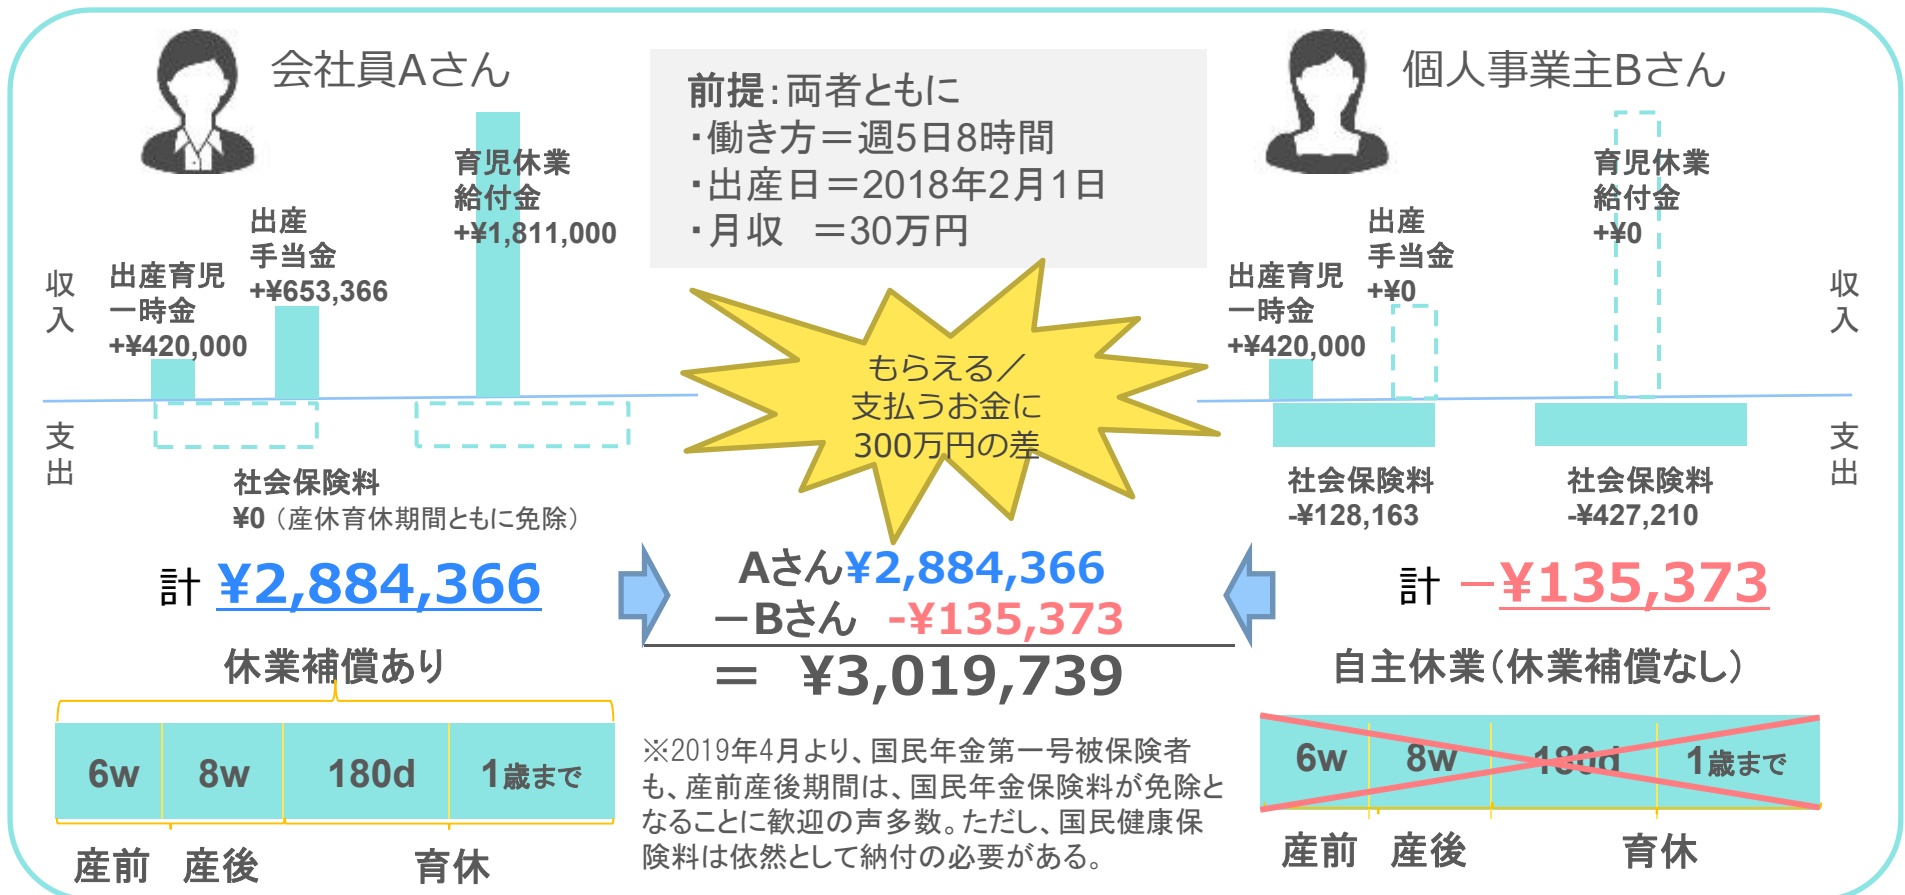 会社員Aさん
育児休業
給付金
+¥1,811,000
出産
手当金
+¥653,366
出産育児
一時金
+¥420,000
収入
支出
社会保険料
¥0（産休育休期間ともに免除）
計 ¥2,884,366
休業補償あり
6w 8w 180d 1歳まで
産前 産後 育休
前提：両者ともに
・働き方＝週5日8時間
・出産日＝2018年2月1日
・月収　＝30万円
もらえる／
支払うお金に
300万円の差
Aさん¥2,884,366
－Bさん -¥135,373
＝ ¥3,019,739
※2019年4月より、国民年金第一号被保険者
も、産前産後期間は、国民年金保険料が免除と
なることに歓迎の声多数。ただし、国民健康保
険料は依然として納付の必要がある。
個人事業主Bさん
育児休業
給付金
+¥0
出産
手当金
+¥0
出産育児
一時金
+¥420,000
収入
支出
社会保険料
-¥128,163
社会保険料
-¥427,210
計 －¥135,373
自主休業（休業補償なし）
6w 8w 180d 1歳まで
産前 産後 育休